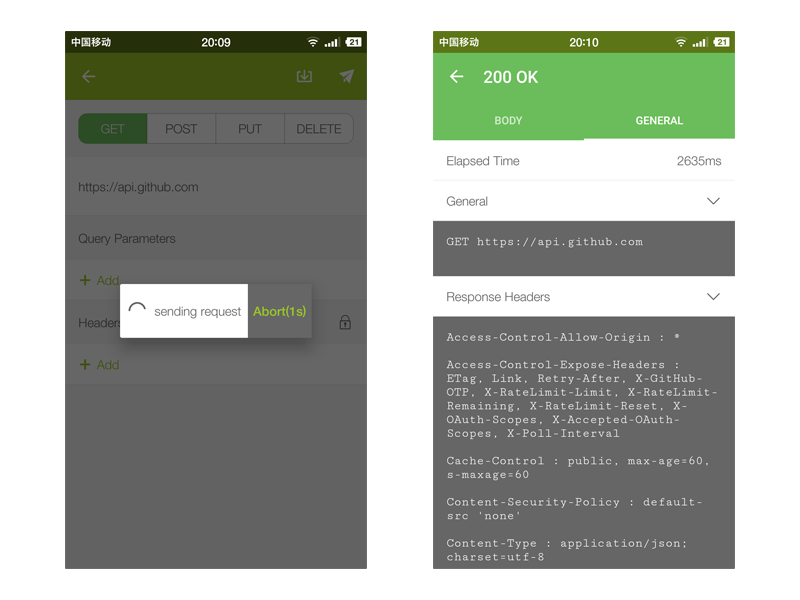 中国移动 20:09 21
GET POST PUT DELETE
https://api.github.com
Query Parameters
+ Add
sending request Abort(1s)
Headers
+ Add
中国移动 20:10 21
200 OK
BODY GENERAL
Elapsed Time 2635ms
General
GET https://api.github.com
Response Headers
Access-Control-Allow-Origin : *
Access-Control-Expose-Headers :
ETag, Link, Retry-After, X-GitHub-
OTP, X-RateLimit-Limit, X-RateLimit-
Remaining, X-RateLimit-Reset, X-
OAuth-Scopes, X-Accepted-OAuth-
Scopes, X-Poll-Interval
Cache-Control : public, max-age=60,
s-maxage=60
Content-Security-Policy : default-
src 'none'
Content-Type : application/json;
charset=utf-8